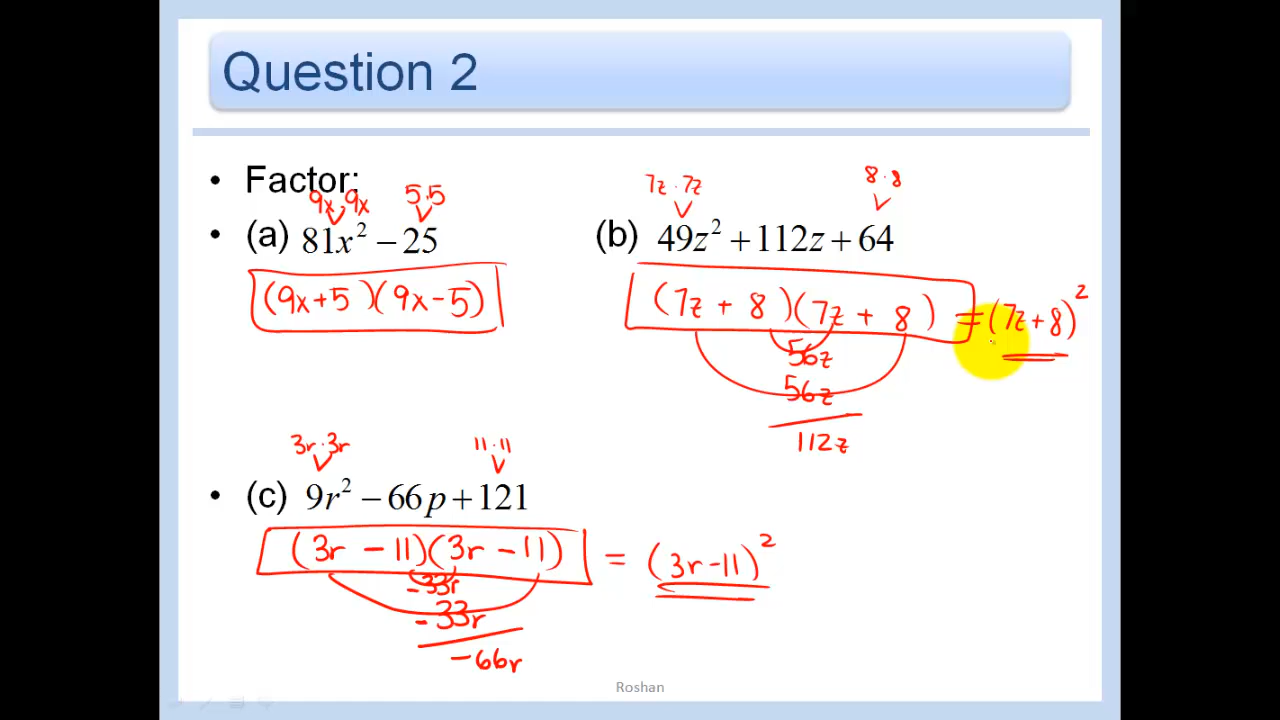 Question 2
• Factor:
9x · 9x 5·5
• (a) 81x² − 25
(9x+5)(9x−5)
7z · 7z 8·8
(b) 49z² + 112z + 64
(7z + 8)(7z + 8) = (7z+8)²
56z
56z
112z
3r · 3r 11·11
• (c) 9r² − 66p + 121
(3r − 11)(3r − 11) = (3r−11)²
−33r
−33r
−66r
Roshan